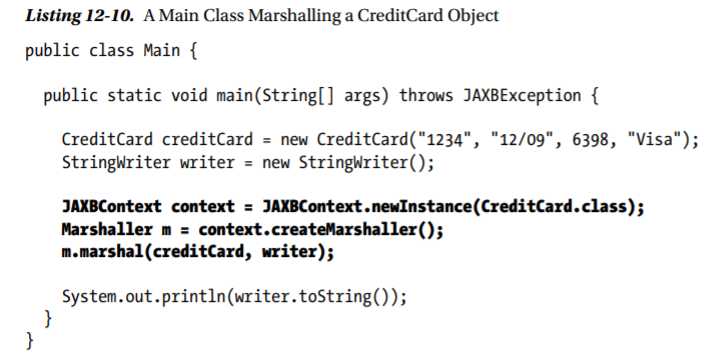 Listing 12-10. A Main Class Marshalling a CreditCard Object
public class Main {
public static void main(String[] args) throws JAXBException {
CreditCard creditCard = new CreditCard("1234", "12/09", 6398, "Visa");
StringWriter writer = new StringWriter();
JAXBContext context = JAXBContext.newInstance(CreditCard.class);
Marshaller m = context.createMarshaller();
m.marshal(creditCard, writer);
System.out.println(writer.toString());
}
}